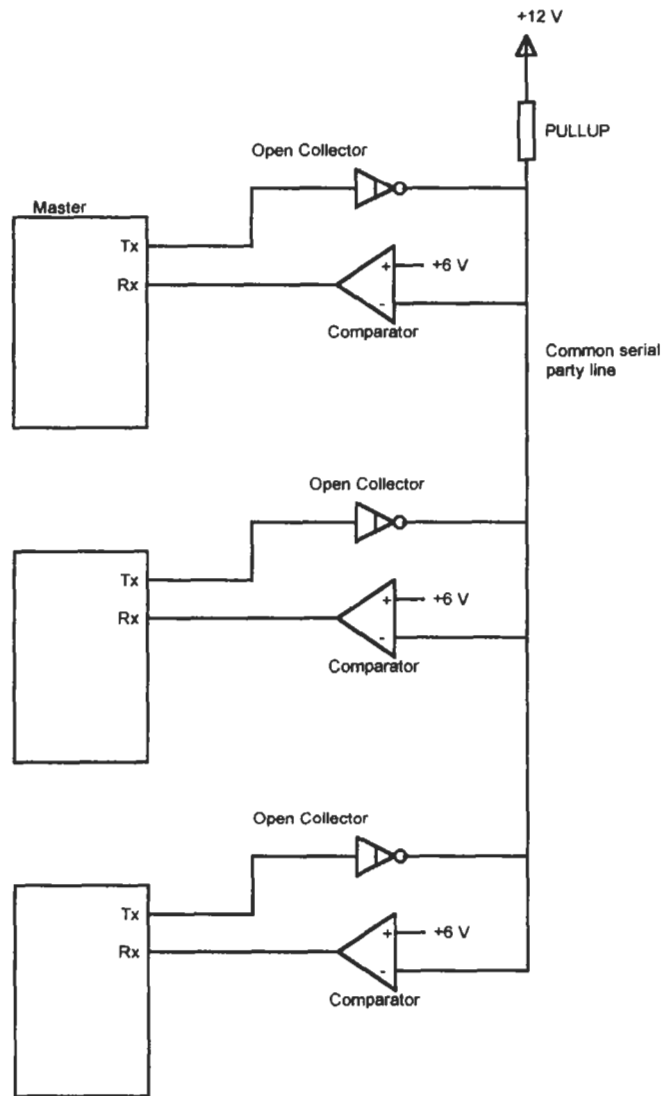 +12 V
PULLUP
Open Collector
Master
Tx
Rx
+
+6 V
-
Comparator
Common serial
party line
Open Collector
Tx
Rx
+
+6 V
-
Comparator
Open Collector
Tx
Rx
+
+6 V
-
Comparator